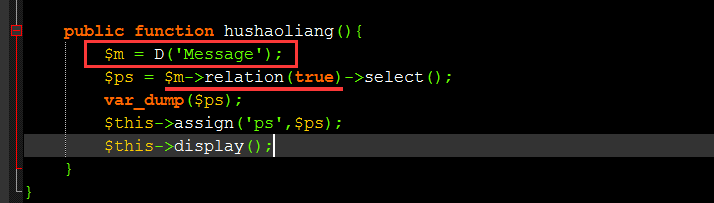 public function hushaoliang(){
$m = D('Message');
$ps = $m->relation(true)->select();
var_dump($ps);
$this->assign('ps',$ps);
$this->display();
}
}